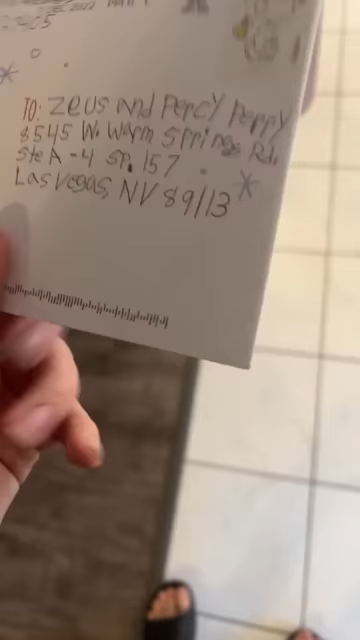 TO: Zeus and Percy Peppy
8545 W. Warm Springs Rd.
Ste A-4 SP. 157
Las Vegas, NV 89113